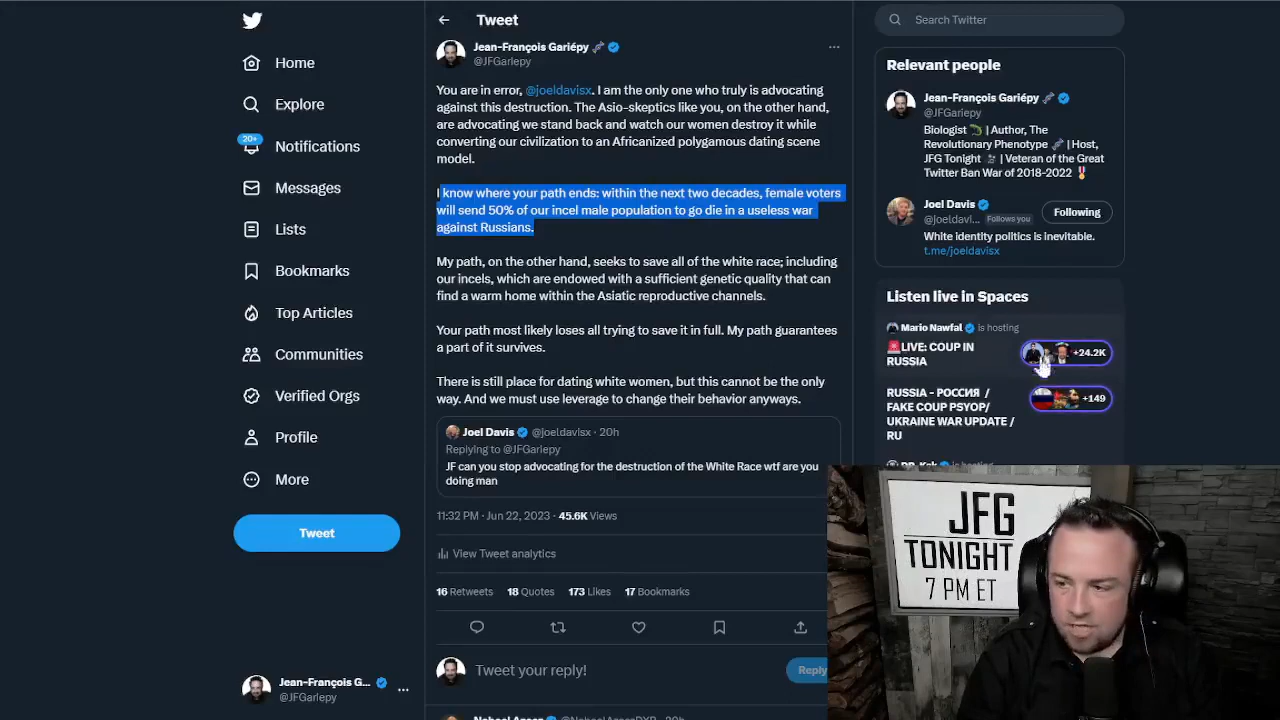 Home
Explore
20+
Notifications
Messages
Lists
Bookmarks
Top Articles
Communities
Verified Orgs
Profile
More
Tweet
Jean-François G...
@JFGariepy
Tweet
Jean-François Gariépy
@JFGariepy
You are in error, @joeldavisx. I am the only one who truly is advocating
against this destruction. The Asio-skeptics like you, on the other hand,
are advocating we stand back and watch our women destroy it while
converting our civilization to an Africanized polygamous dating scene
model.
I know where your path ends: within the next two decades, female voters
will send 50% of our incel male population to go die in a useless war
against Russians.
My path, on the other hand, seeks to save all of the white race; including
our incels, which are endowed with a sufficient genetic quality that can
find a warm home within the Asiatic reproductive channels.
Your path most likely loses all trying to save it in full. My path guarantees
a part of it survives.
There is still place for dating white women, but this cannot be the only
way. And we must use leverage to change their behavior anyways.
Joel Davis @joeldavisx · 20h
Replying to @JFGariepy
JF can you stop advocating for the destruction of the White Race wtf are you
doing man
11:32 PM · Jun 22, 2023 · 45.6K Views
View Tweet analytics
16 Retweets 18 Quotes 173 Likes 17 Bookmarks
Tweet your reply!
Reply
Search Twitter
Relevant people
Jean-François Gariépy
@JFGariepy
Biologist | Author, The
Revolutionary Phenotype | Host,
JFG Tonight | Veteran of the Great
Twitter Ban War of 2018-2022
Joel Davis
@joeldavi... Follows you
Following
White identity politics is inevitable.
t.me/joeldavisx
Listen live in Spaces
Mario Nawfal is hosting
LIVE: COUP IN
RUSSIA
+24.2K
RUSSIA - РОССИЯ /
FAKE COUP PSYOP/
UKRAINE WAR UPDATE /
RU
+149
JFG
TONIGHT
7 PM ET